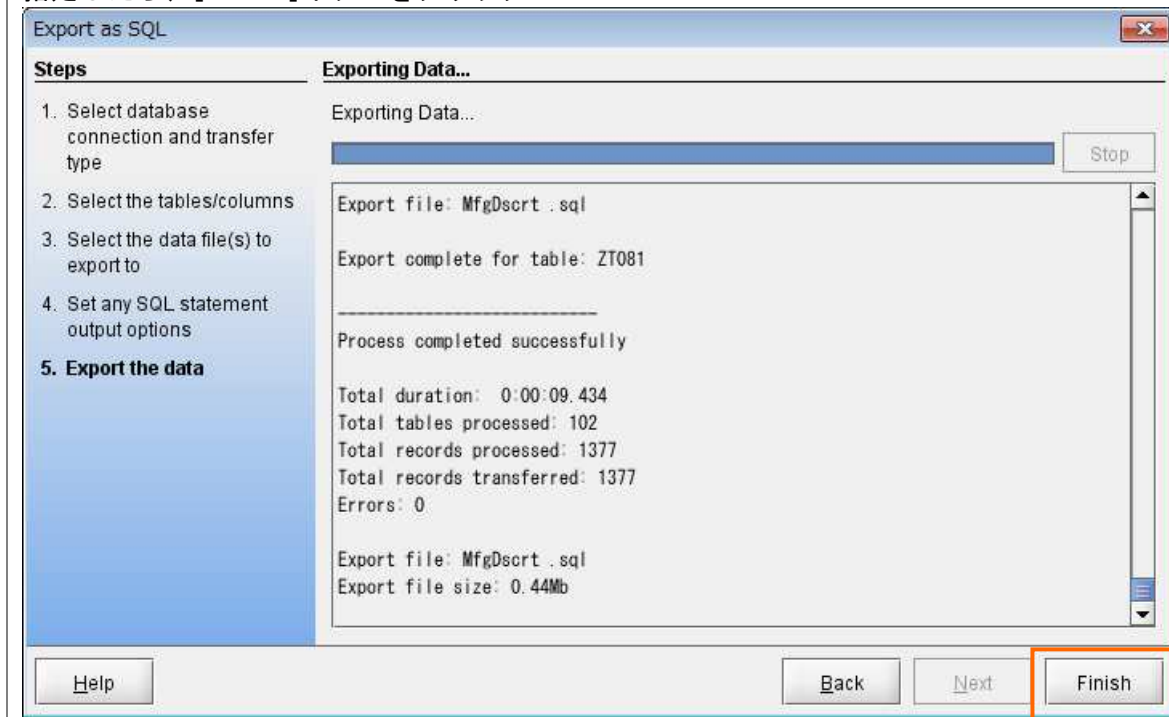 Export as SQL
Steps
1. Select database
connection and transfer
type
2. Select the tables/columns
3. Select the data file(s) to
export to
4. Set any SQL statement
output options
5. Export the data
Exporting Data...
Exporting Data...
Stop
Export file: MfgDscrt .sql
Export complete for table: ZT081
---------------------------
Process completed successfully
Total duration:  0:00:09.434
Total tables processed: 102
Total records processed: 1377
Total records transferred: 1377
Errors: 0
Export file: MfgDscrt .sql
Export file size: 0.44Mb
Help
Back
Next
Finish